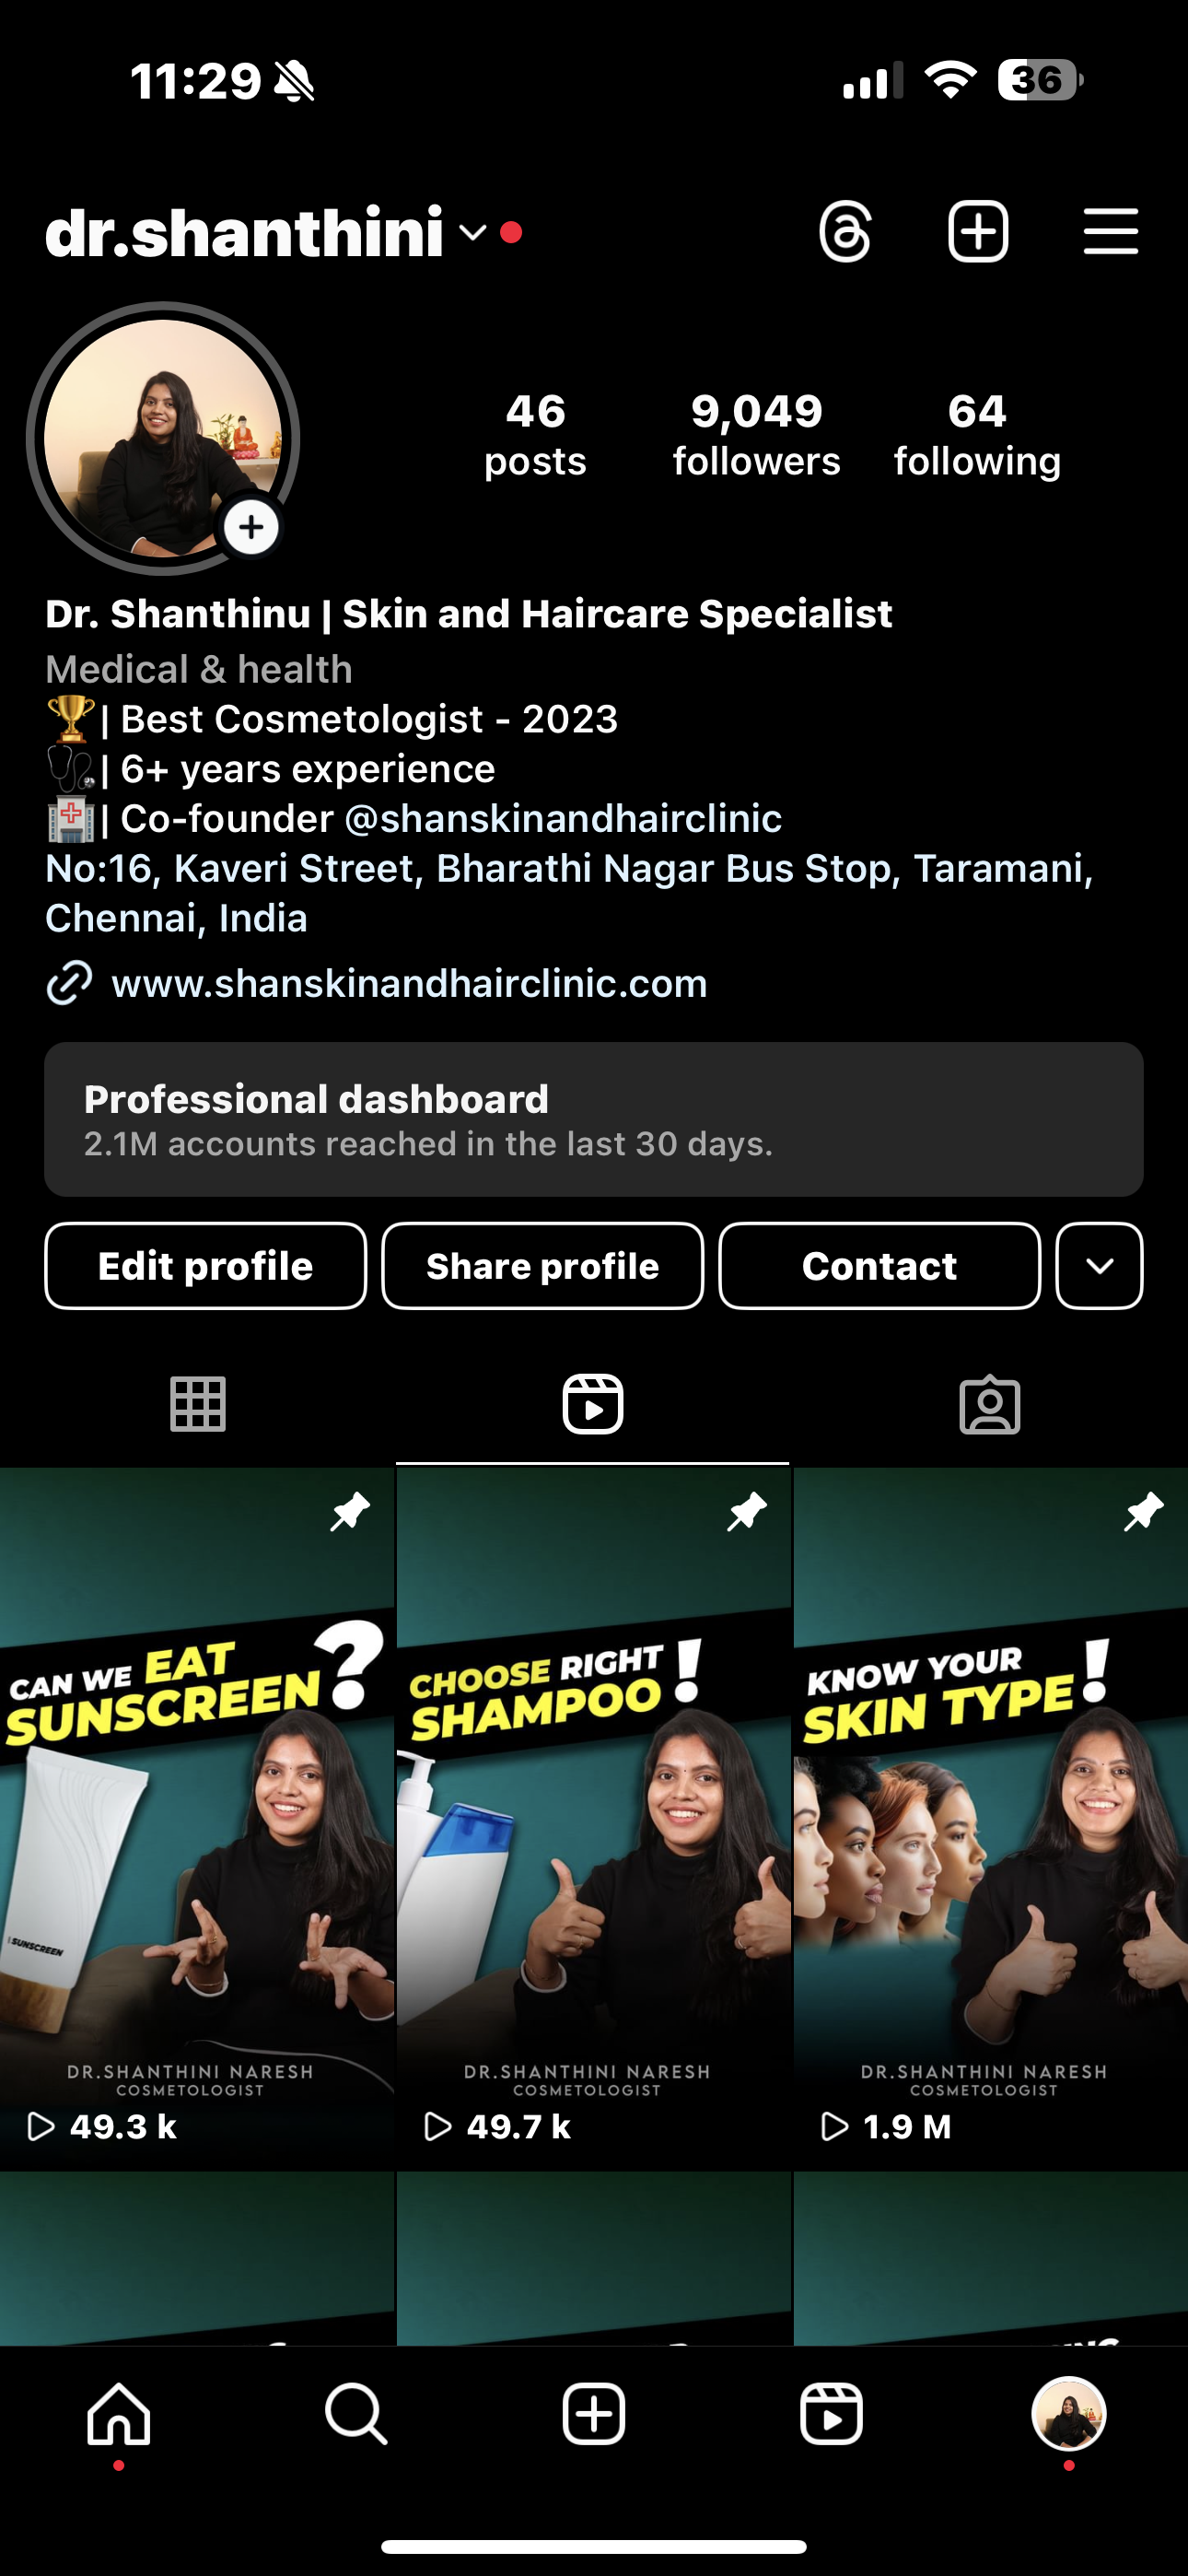 11:29
36
dr.shanthini
46 posts
9,049 followers
64 following
Dr. Shanthinu | Skin and Haircare Specialist
Medical & health
🏆| Best Cosmetologist - 2023
🩺| 6+ years experience
🏥| Co-founder @shanskinandhairclinic
No:16, Kaveri Street, Bharathi Nagar Bus Stop, Taramani,
Chennai, India
www.shanskinandhairclinic.com
Professional dashboard
2.1M accounts reached in the last 30 days.
Edit profile
Share profile
Contact
CAN WE EAT
SUNSCREEN?
SUNSCREEN
DR.SHANTHINI NARESH
COSMETOLOGIST
49.3 k
CHOOSE RIGHT
SHAMPOO!
DR.SHANTHINI NARESH
COSMETOLOGIST
49.7 k
KNOW YOUR
SKIN TYPE!
DR.SHANTHINI NARESH
COSMETOLOGIST
1.9 M